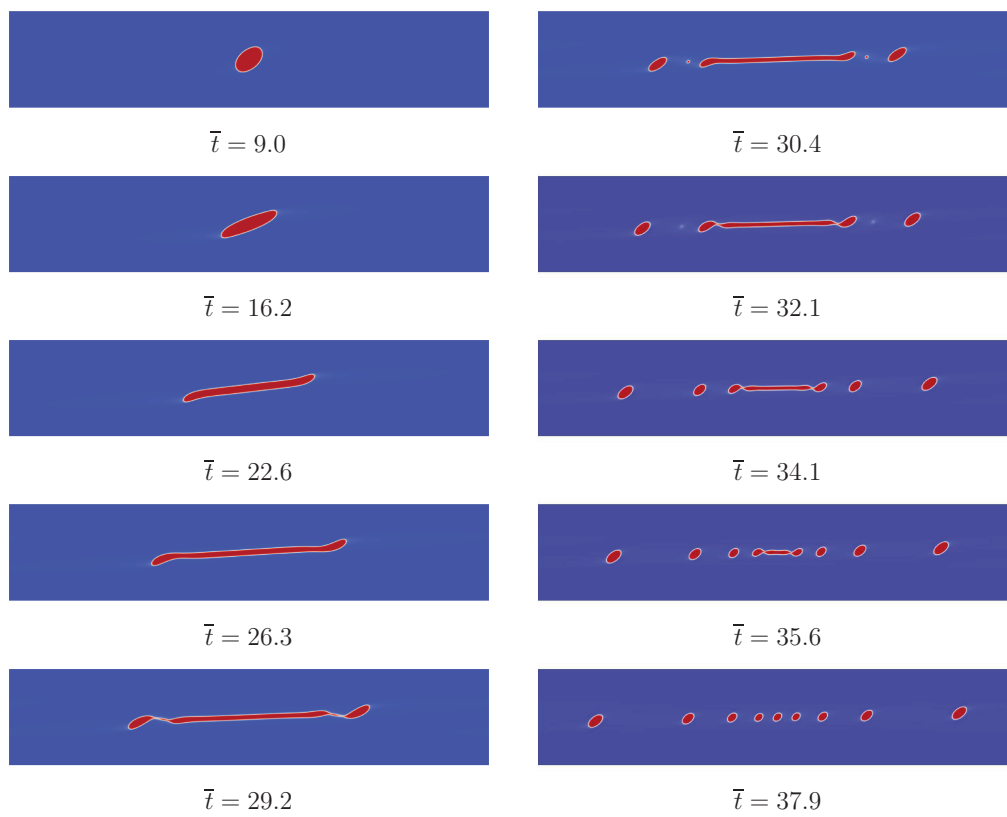 t̅ = 9.0
t̅ = 16.2
t̅ = 22.6
t̅ = 26.3
t̅ = 29.2
t̅ = 30.4
t̅ = 32.1
t̅ = 34.1
t̅ = 35.6
t̅ = 37.9